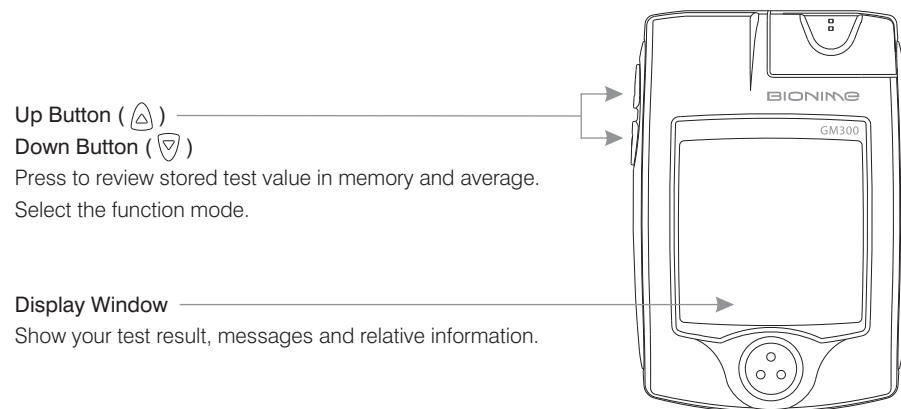 Up Button ( )
Down Button ( )
Press to review stored test value in memory and average.
Select the function mode.
Display Window
Show your test result, messages and relative information.
BIONIME
GM300